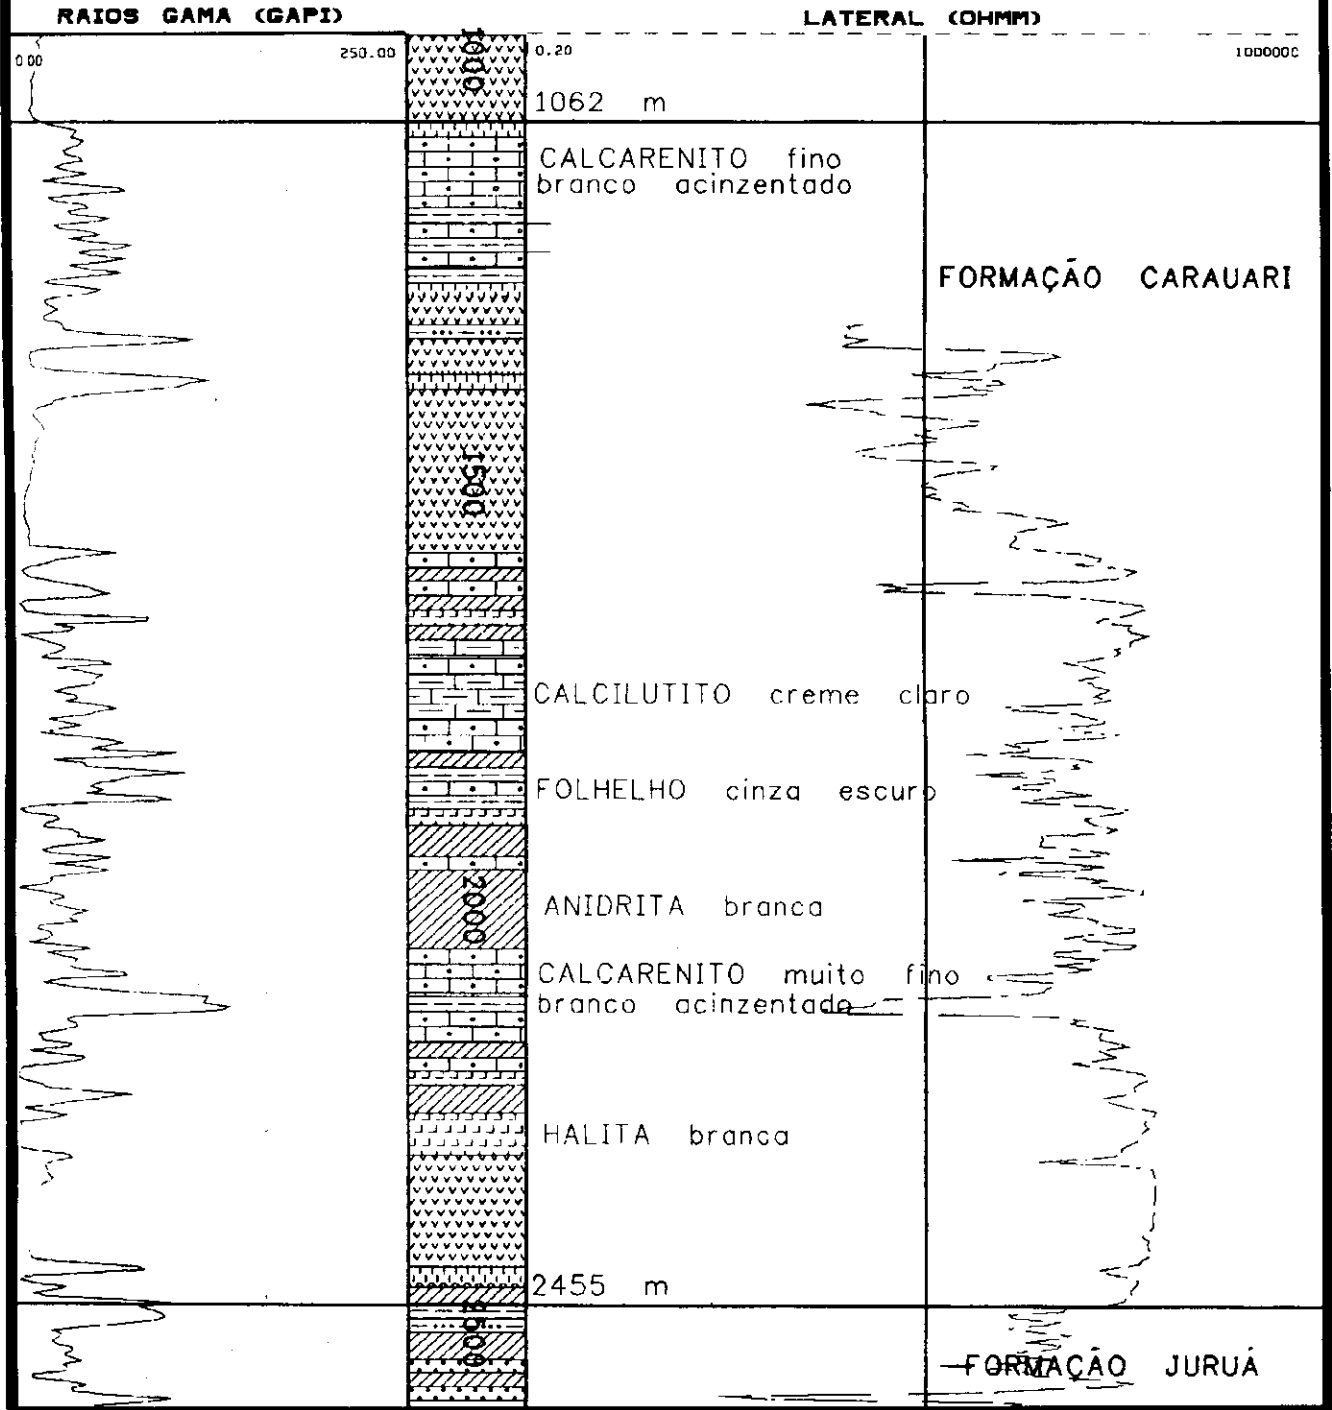 RAIOS GAMA (GAPI)
LATERAL (OHMM)
0.00
250.00
1000
0.20
100000C
1062 m
CALCARENITO fino
branco acinzentado
FORMAÇÃO CARAUARI
1500
CALCILUTITO creme claro
FOLHELHO cinza escuro
2000
ANIDRITA branca
CALCARENITO muito fino
branco acinzentado
HALITA branca
2455 m
2500
FORMAÇÃO JURUÁ